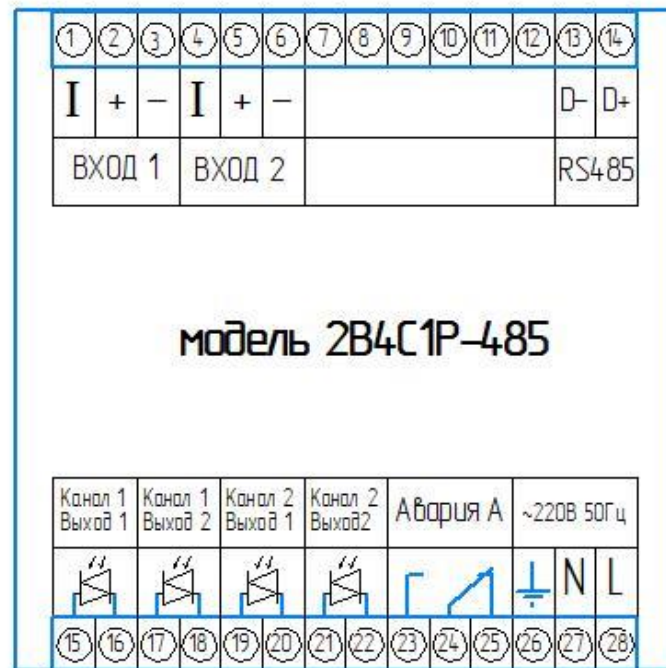 1 2 3 4 5 6 7 8 9 10 11 12 13 14
I + − I + − D- D+
ВХОД 1 ВХОД 2 RS485
модель 2В4С1Р-485
Канал 1 Канал 1 Канал 2 Канал 2 Авария А ~220В 50Гц
Выход 1 Выход 2 Выход 1 Выход2
N L
15 16 17 18 19 20 21 22 23 24 25 26 27 28